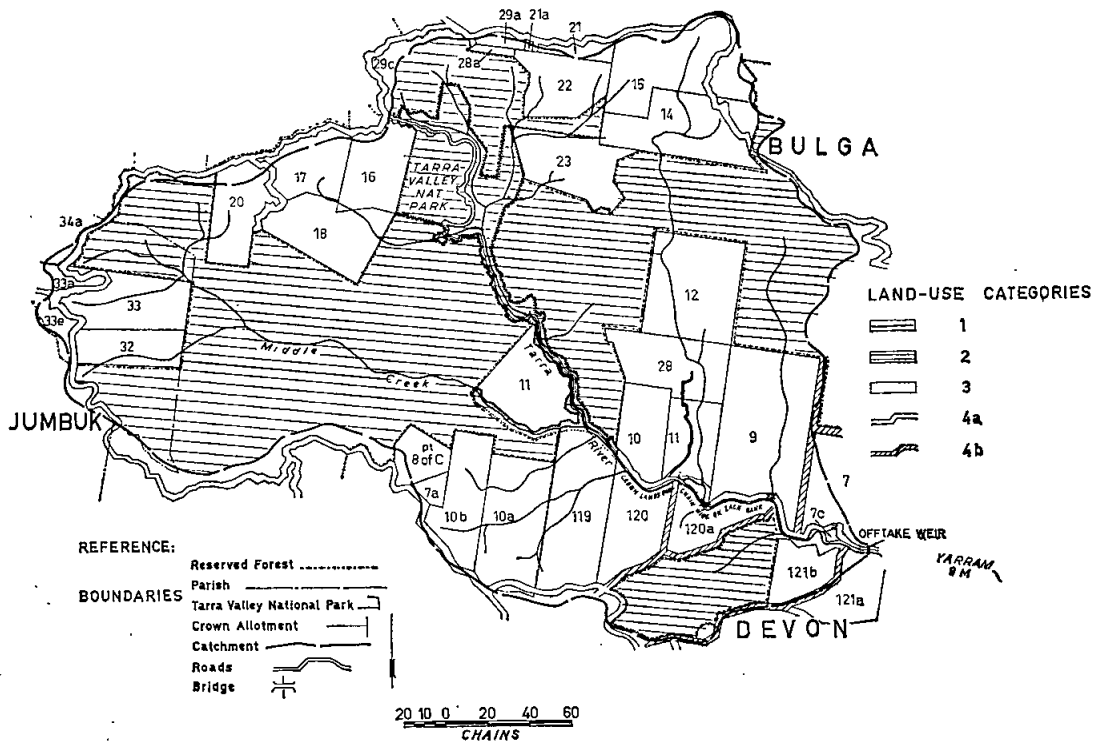 29a
21a
21
29c
28a
22
15
14
BULGA
TARRA
VALLEY
NAT
PARK
17
16
23
20
18
34a
33a
33
33e
32
12
Middle
Creek
Tarra
River
11
28
JUMBUK
pt
8 of C
7a
10b
10a
119
120
10
11
9
120a
7
7c
OFFTAKE WEIR
YARRAM
8 M
121b
121a
DEVON
LAND-USE CATEGORIES
1
2
3
4a
4b
REFERENCE:
BOUNDARIES
Reserved Forest
Parish
Tarra Valley National Park
Crown Allotment
Catchment
Roads
Bridge
20 10 0 20 40 60
CHAINS